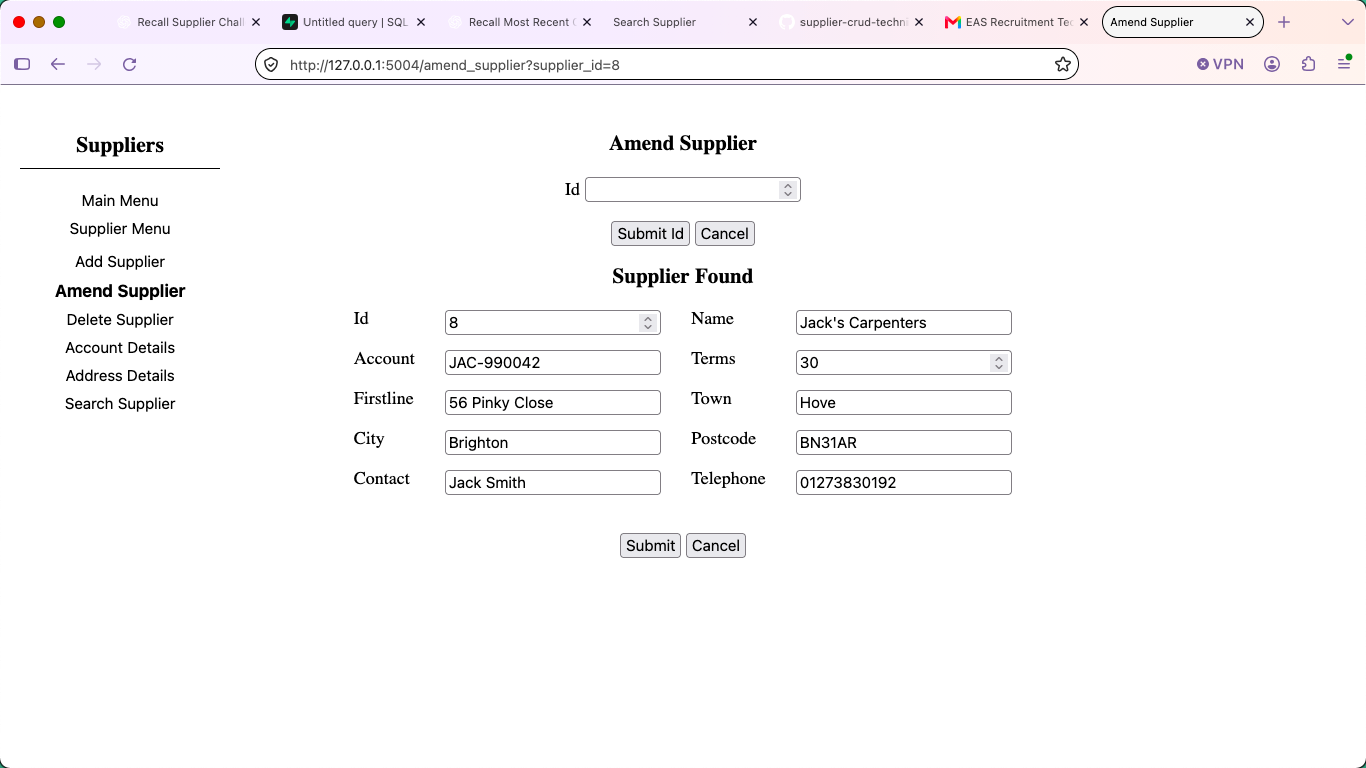 Recall Supplier Chall
Untitled query | SQL
Recall Most Recent
Search Supplier
supplier-crud-techni
EAS Recruitment Tec
Amend Supplier
http://127.0.0.1:5004/amend_supplier?supplier_id=8
VPN
Suppliers
Main Menu
Supplier Menu
Add Supplier
Amend Supplier
Delete Supplier
Account Details
Address Details
Search Supplier
Amend Supplier
Id
Submit Id Cancel
Supplier Found
Id 8 Name Jack's Carpenters
Account JAC-990042 Terms 30
Firstline 56 Pinky Close Town Hove
City Brighton Postcode BN31AR
Contact Jack Smith Telephone 01273830192
Submit Cancel